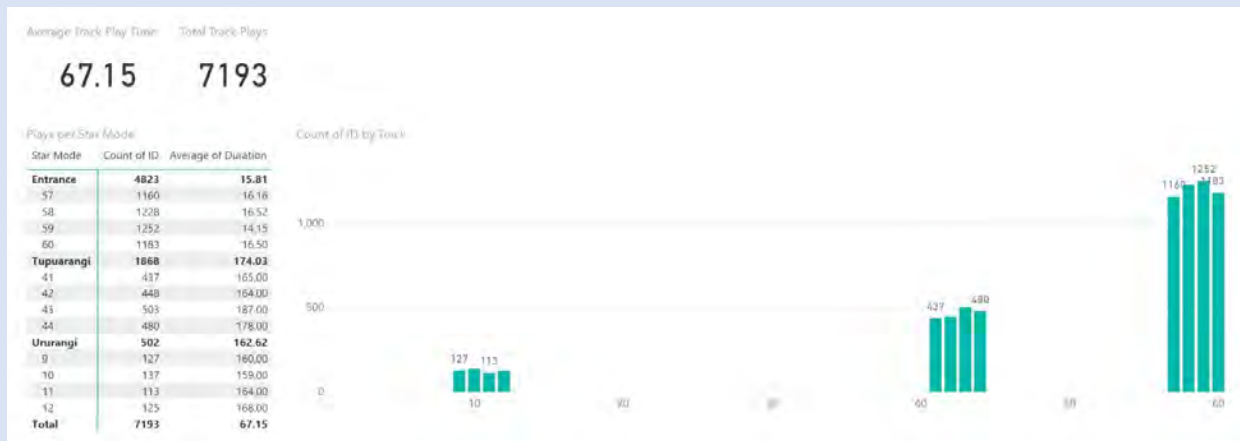 Average Track Play Time Total Track Plays
67.15 7193
Plays per Star Mode Count of ID by Track
Star Mode Count of ID Average of Duration
Entrance 4823 15.81
57 1160 16.18
58 1228 16.52
59 1252 14.15
60 1183 16.50
Tupuarangi 1868 174.03
41 437 165.00
42 448 164.00
43 503 187.00
44 480 178.00
Ururangi 502 162.62
9 127 160.00
10 137 159.00
11 113 164.00
12 125 168.00
Total 7193 67.15
1160 1252 1183
1,000
437 480
500
127 113
0
10 40 60